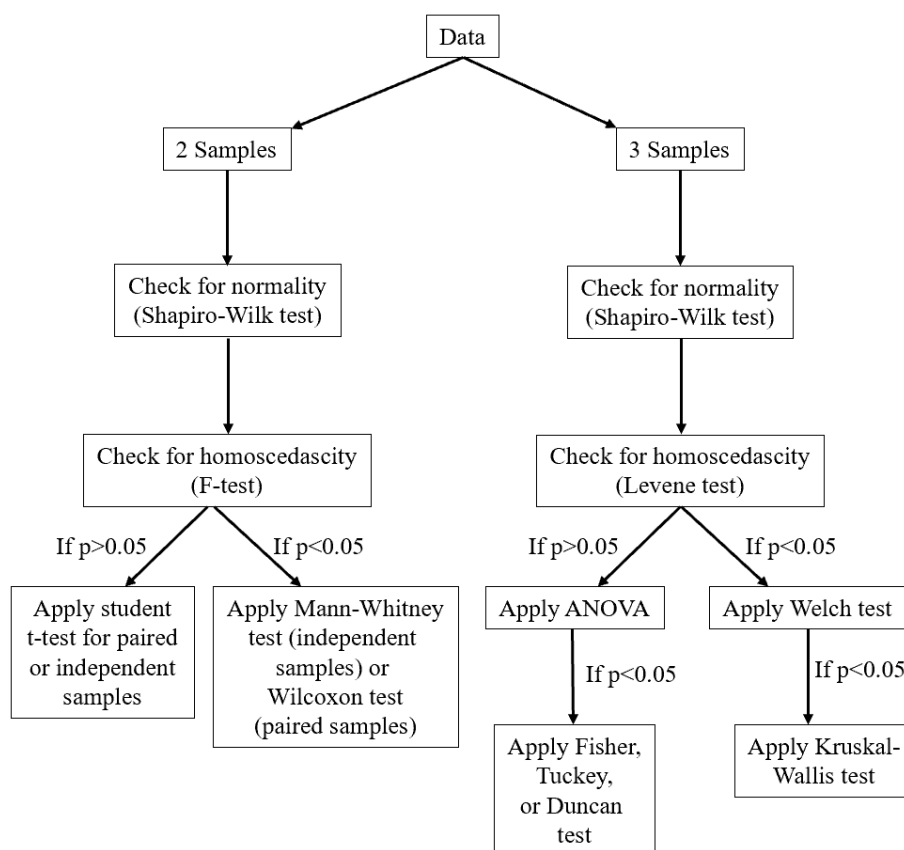 Data
2 Samples
3 Samples
Check for normality
(Shapiro-Wilk test)
Check for normality
(Shapiro-Wilk test)
Check for homoscedascity
(F-test)
Check for homoscedascity
(Levene test)
If p>0.05
If p<0.05
If p>0.05
If p<0.05
Apply student
t-test for paired
or independent
samples
Apply Mann-Whitney
test (independent
samples) or
Wilcoxon test
(paired samples)
Apply ANOVA
Apply Welch test
If p<0.05
If p<0.05
Apply Fisher,
Tuckey,
or Duncan
test
Apply Kruskal-
Wallis test